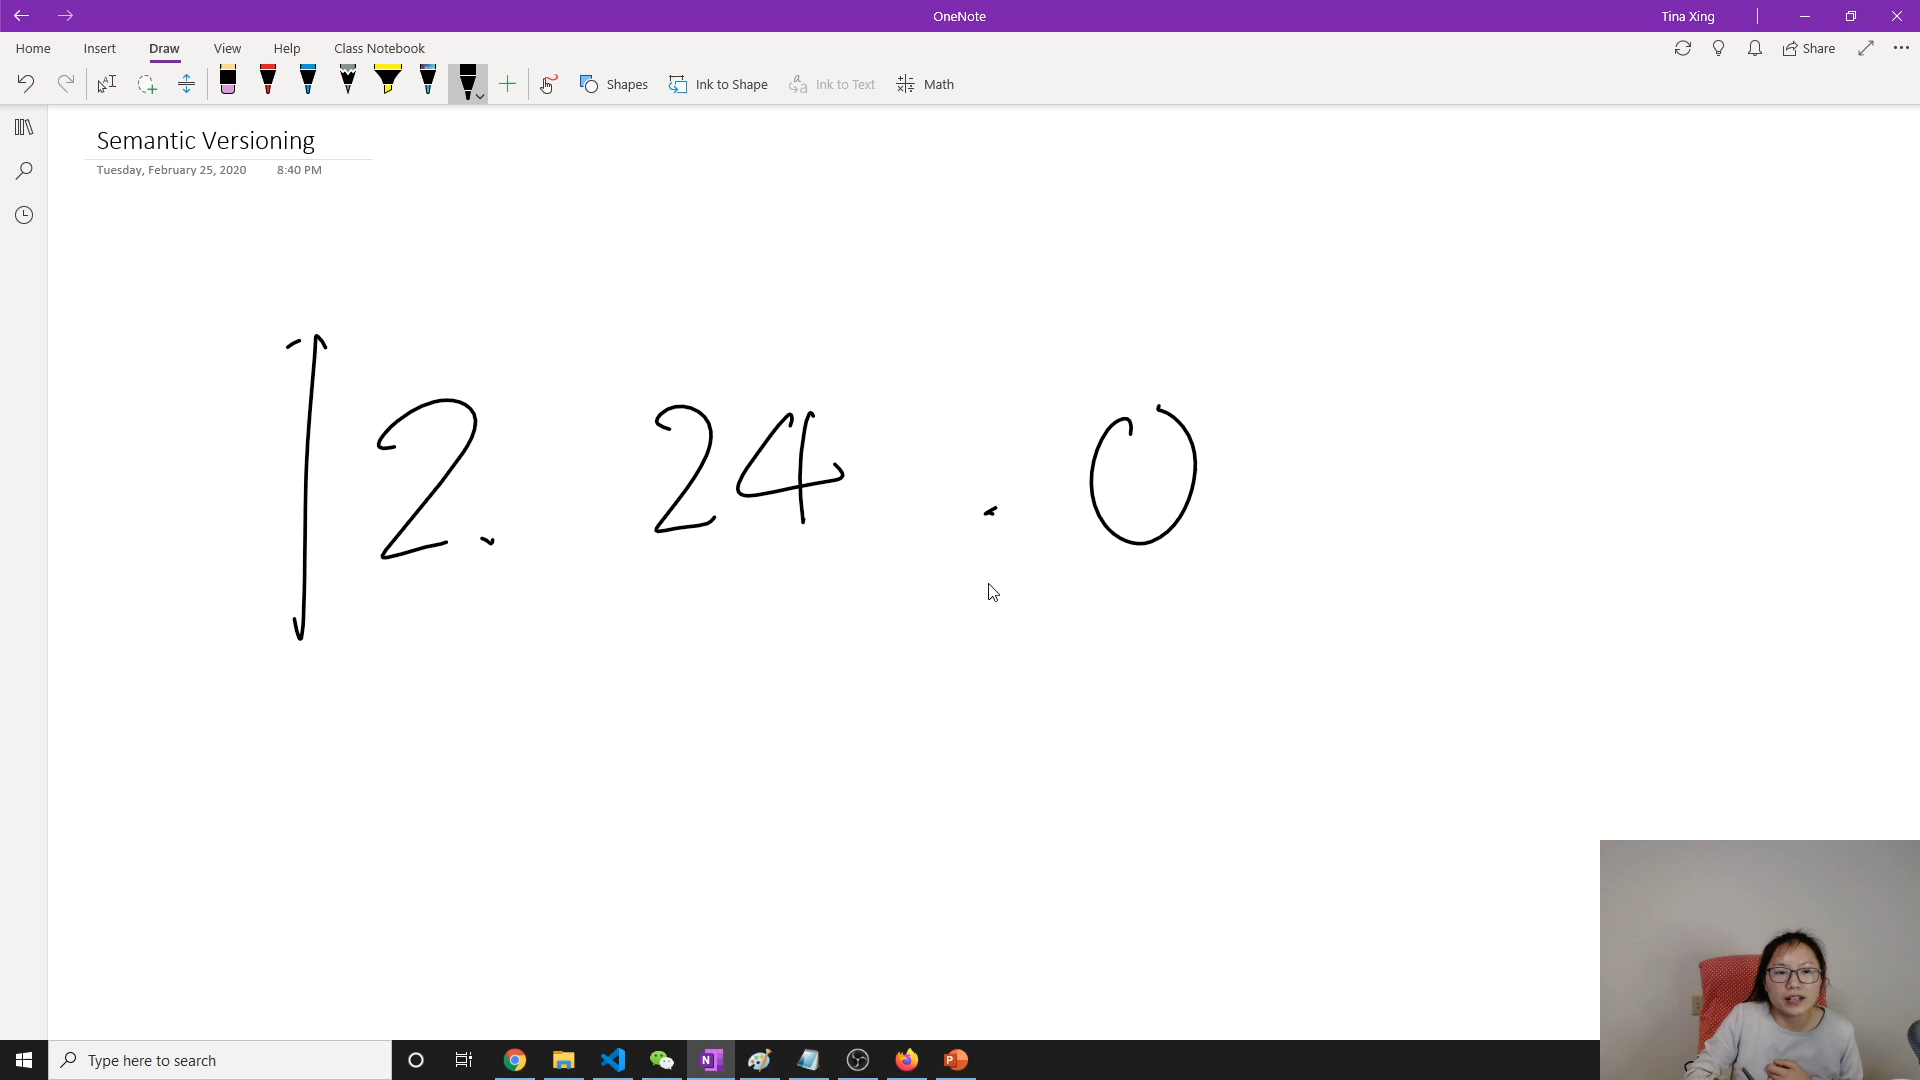 OneNote
Tina Xing
Home Insert Draw View Help Class Notebook
Share
Shapes Ink to Shape Ink to Text Math
Semantic Versioning
Tuesday, February 25, 2020 8:40 PM
2. 24 . 0
Type here to search